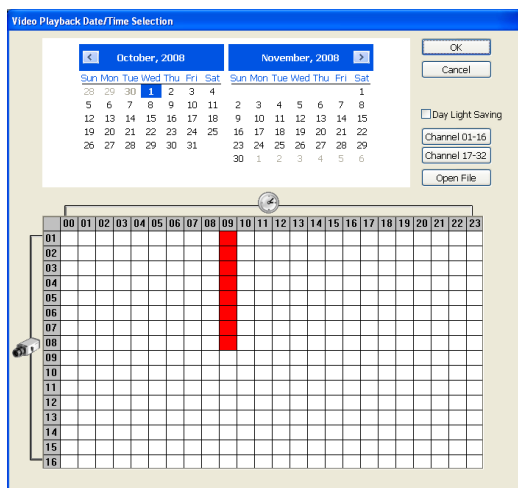 Video Playback Date/Time Selection
October, 2008
Sun Mon Tue Wed Thu Fri Sat
28 29 30 1 2 3 4
5 6 7 8 9 10 11
12 13 14 15 16 17 18
19 20 21 22 23 24 25
26 27 28 29 30 31
November, 2008
Sun Mon Tue Wed Thu Fri Sat
1
2 3 4 5 6 7 8
9 10 11 12 13 14 15
16 17 18 19 20 21 22
23 24 25 26 27 28 29
30 1 2 3 4 5 6
OK
Cancel
Day Light Saving
Channel 01-16
Channel 17-32
Open File
00 01 02 03 04 05 06 07 08 09 10 11 12 13 14 15 16 17 18 19 20 21 22 23
01
02
03
04
05
06
07
08
09
10
11
12
13
14
15
16